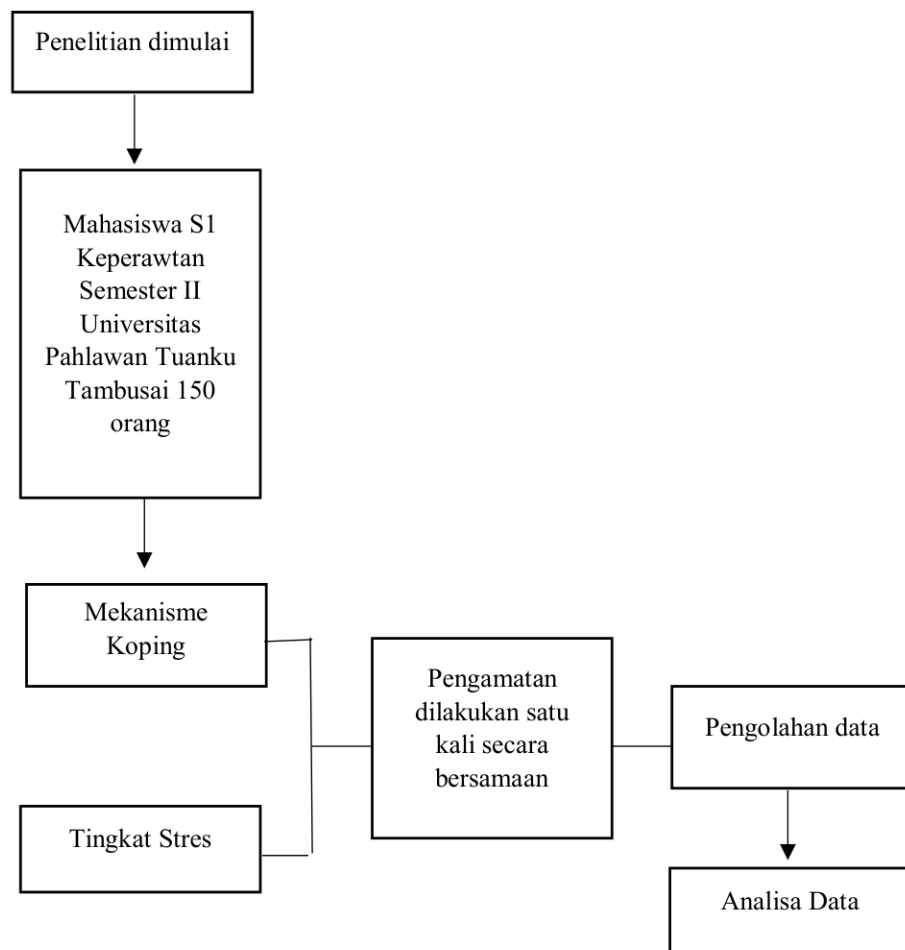 Penelitian dimulai
Mahasiswa S1
Keperawtan
Semester II
Universitas
Pahlawan Tuanku
Tambusai 150
orang
Mekanisme
Koping
Tingkat Stres
Pengamatan
dilakukan satu
kali secara
bersamaan
Pengolahan data
Analisa Data